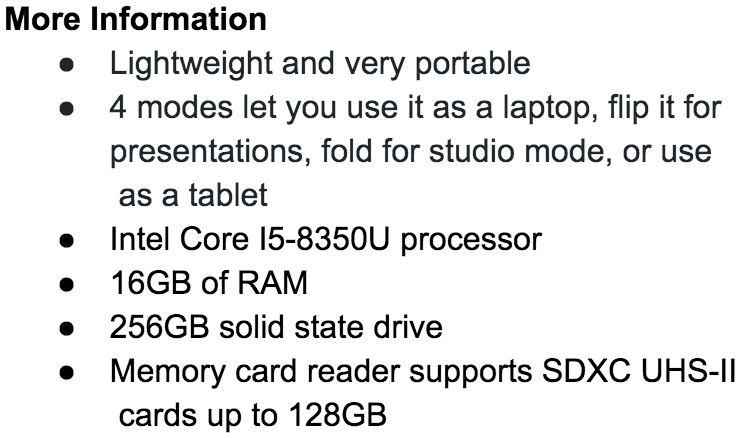 More Information
● Lightweight and very portable
● 4 modes let you use it as a laptop, flip it for
presentations, fold for studio mode, or use
as a tablet
● Intel Core I5-8350U processor
● 16GB of RAM
● 256GB solid state drive
● Memory card reader supports SDXC UHS-II
cards up to 128GB